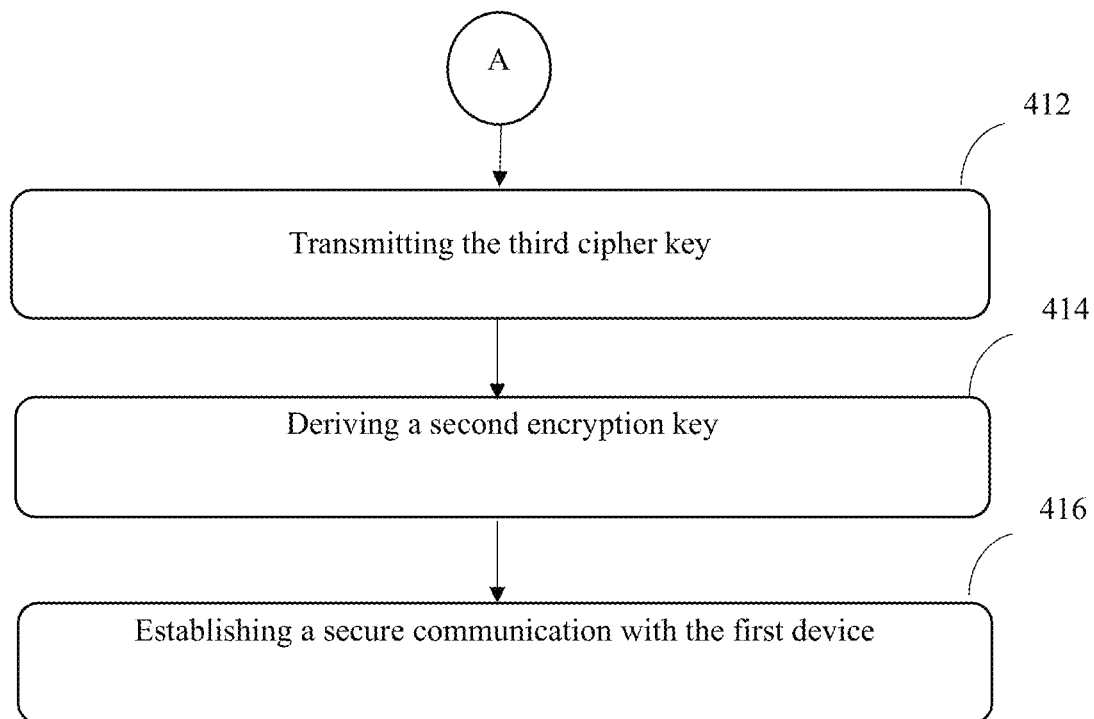 A
412
Transmitting the third cipher key
414
Deriving a second encryption key
416
Establishing a secure communication with the first device